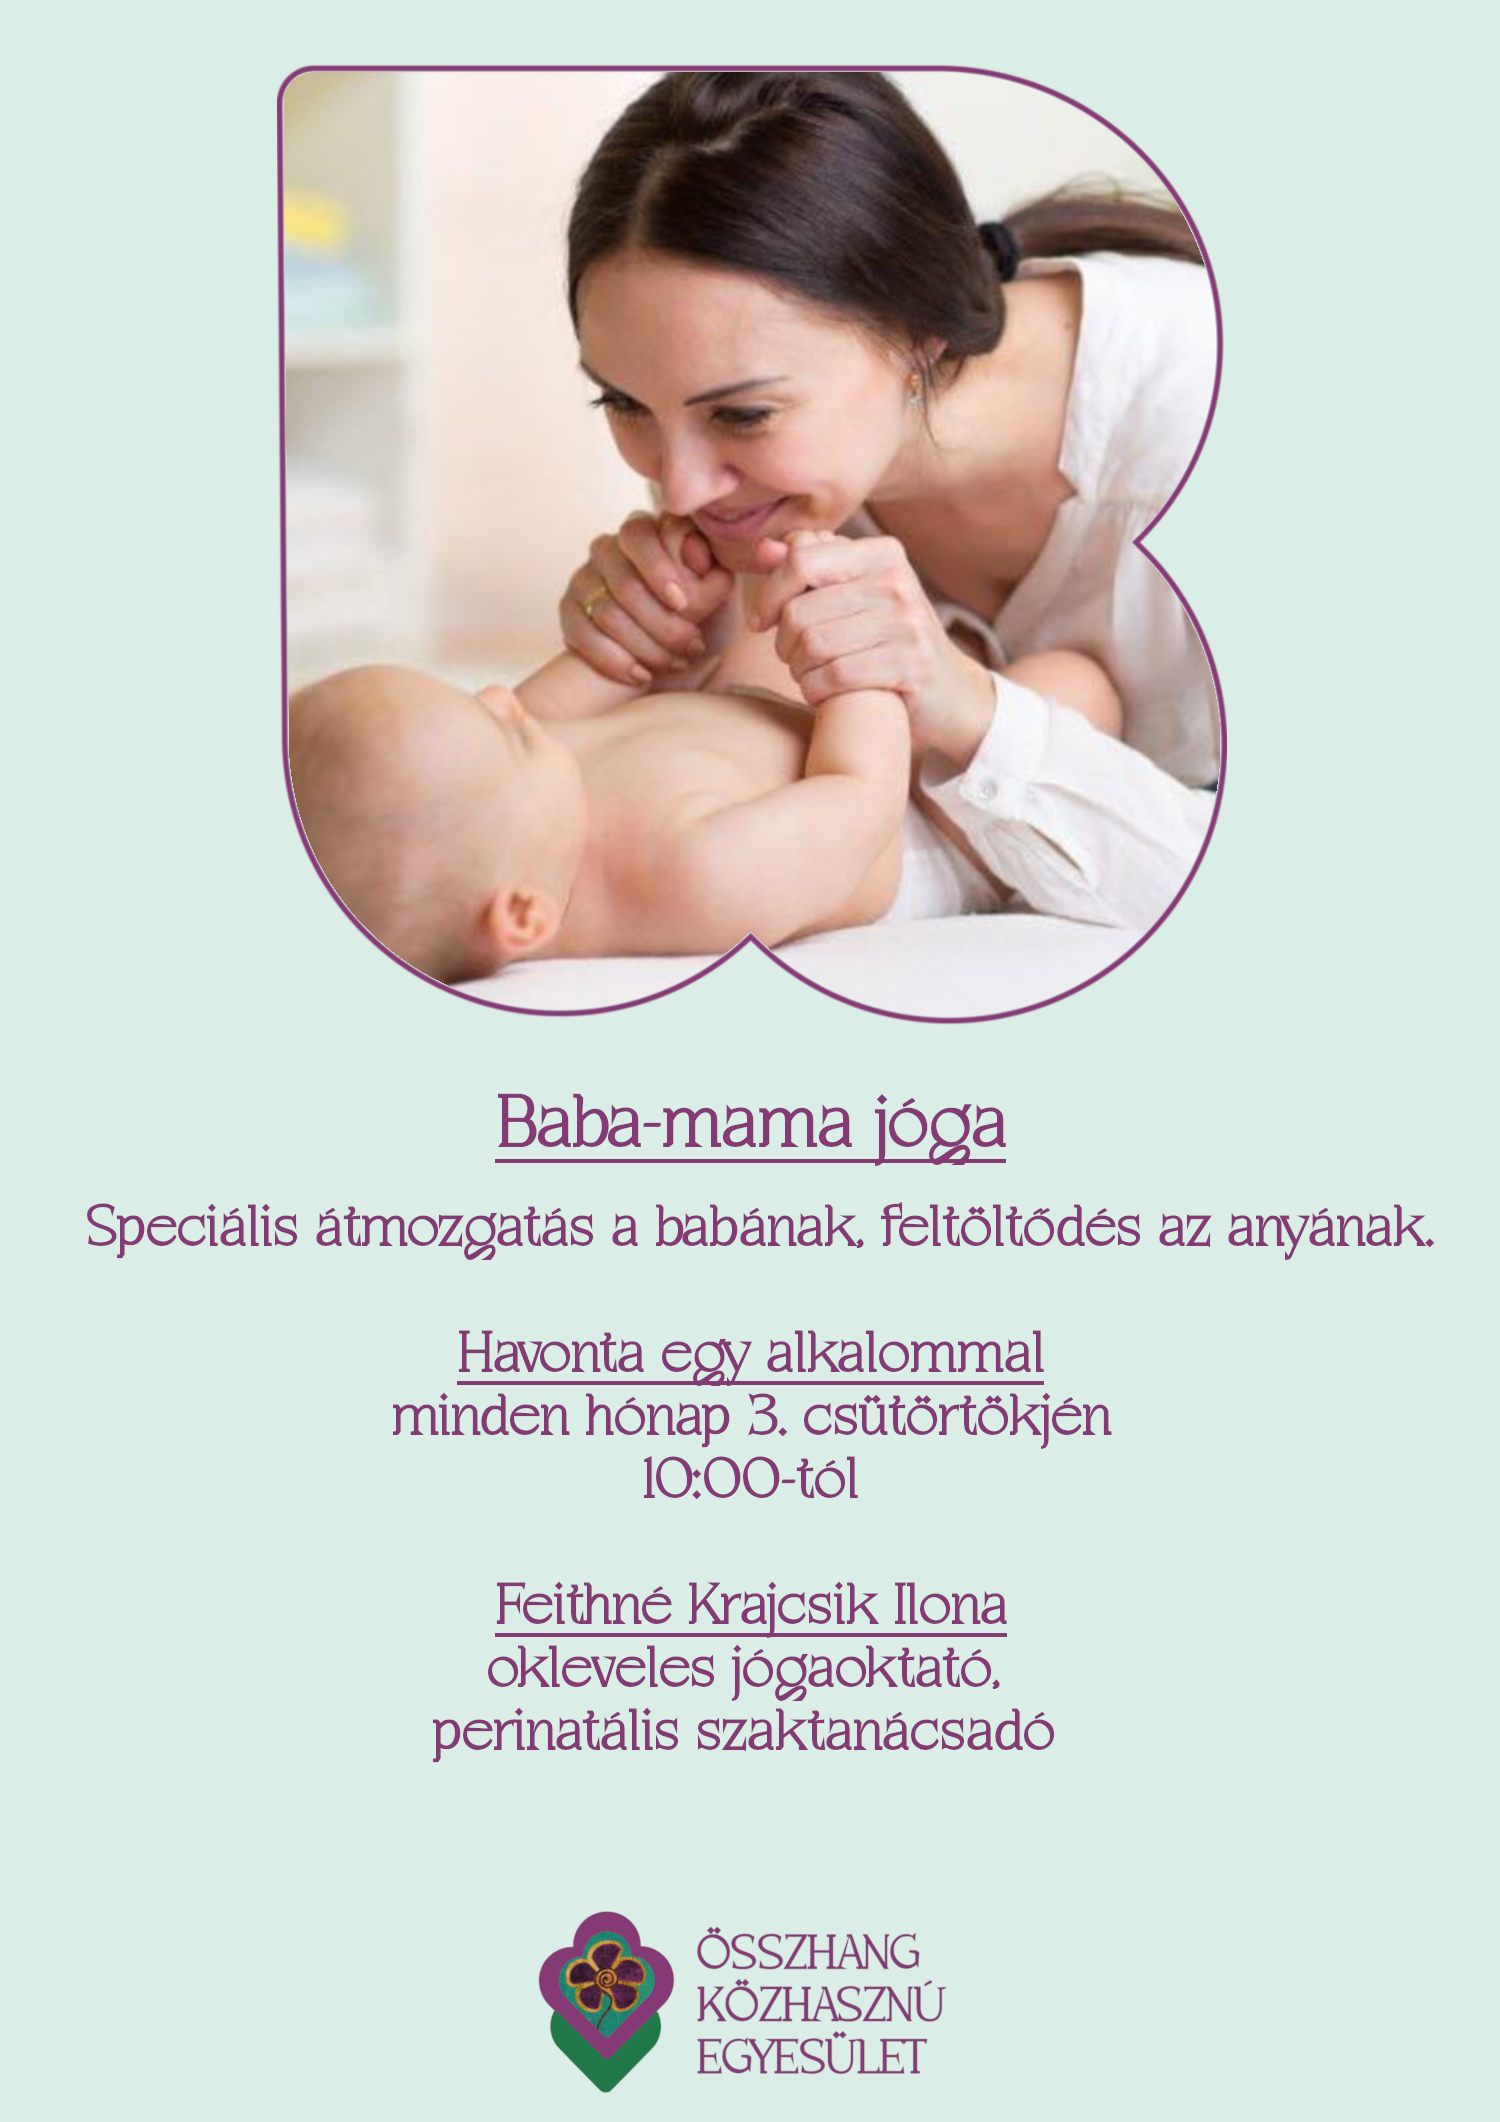 Baba-mama jóga
Speciális átmozgatás a babának, feltöltődés az anyának.
Havonta egy alkalommal
minden hónap 3. csütörtökjén
10:00-tól
Feithné Krajcsik Ilona
okleveles jógaoktató,
perinatális szaktanácsadó
ÖSSZHANG
KÖZHASZNÚ
EGYESÜLET